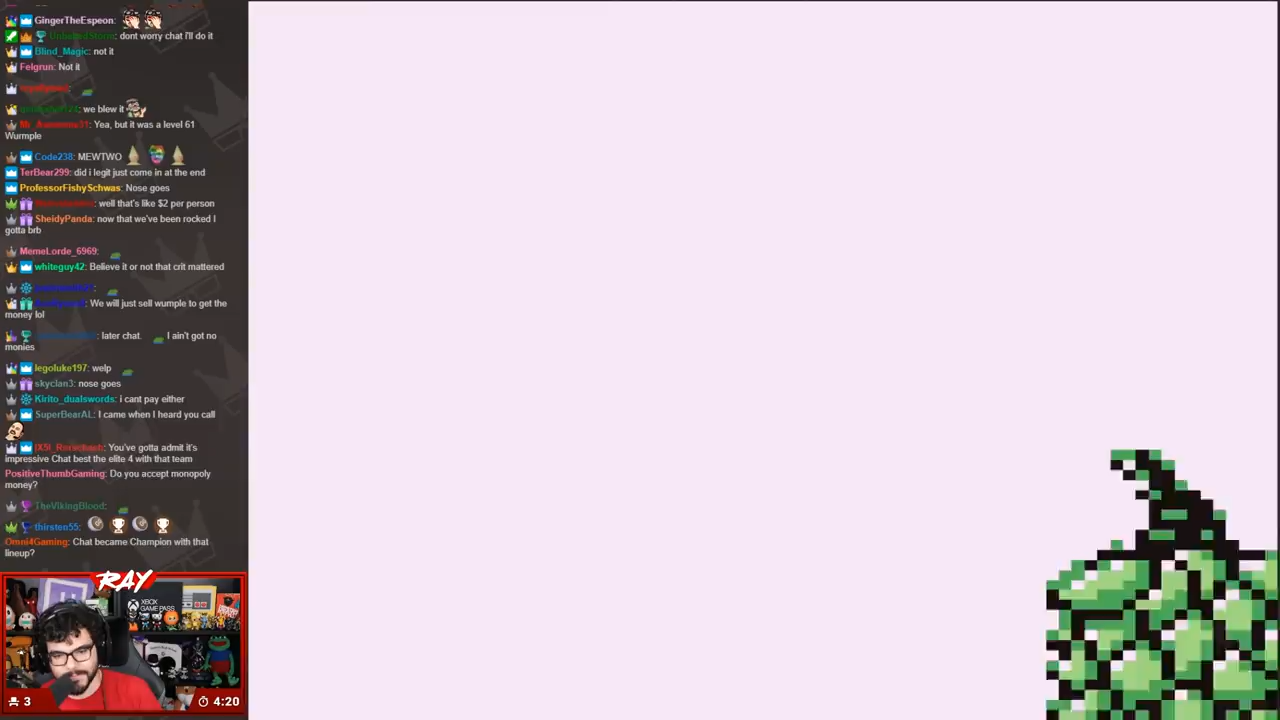 GingerTheEspeon:
dont worry chat i'll do it
Blind_Magic: not it
Felgrun: Not it
we blew it
Yea, but it was a level 61
Wurmple
Code238: MEWTWO
TerBear299: did i legit just come in at the end
ProfessorFishySchwas: Nose goes
well that's like $2 per person
SheidyPanda: now that we've been rocked I
gotta brb
MemeLorde_6969:
whiteguy42: Believe it or not that crit mattered
We will just sell wumple to get the
money lol
later chat. I ain't got no
monies
legoluke197: welp
skyclan3: nose goes
Kirito_dualswords: i cant pay either
SuperBearAL: I came when I heard you call
You've gotta admit it's
impressive Chat best the elite 4 with that team
PositiveThumbGaming: Do you accept monopoly
money?
TheVikingBlood:
thirsten55:
Omni4Gaming: Chat became Champion with that
lineup?
RAY
XBOX
GAME PASS
3
4:20